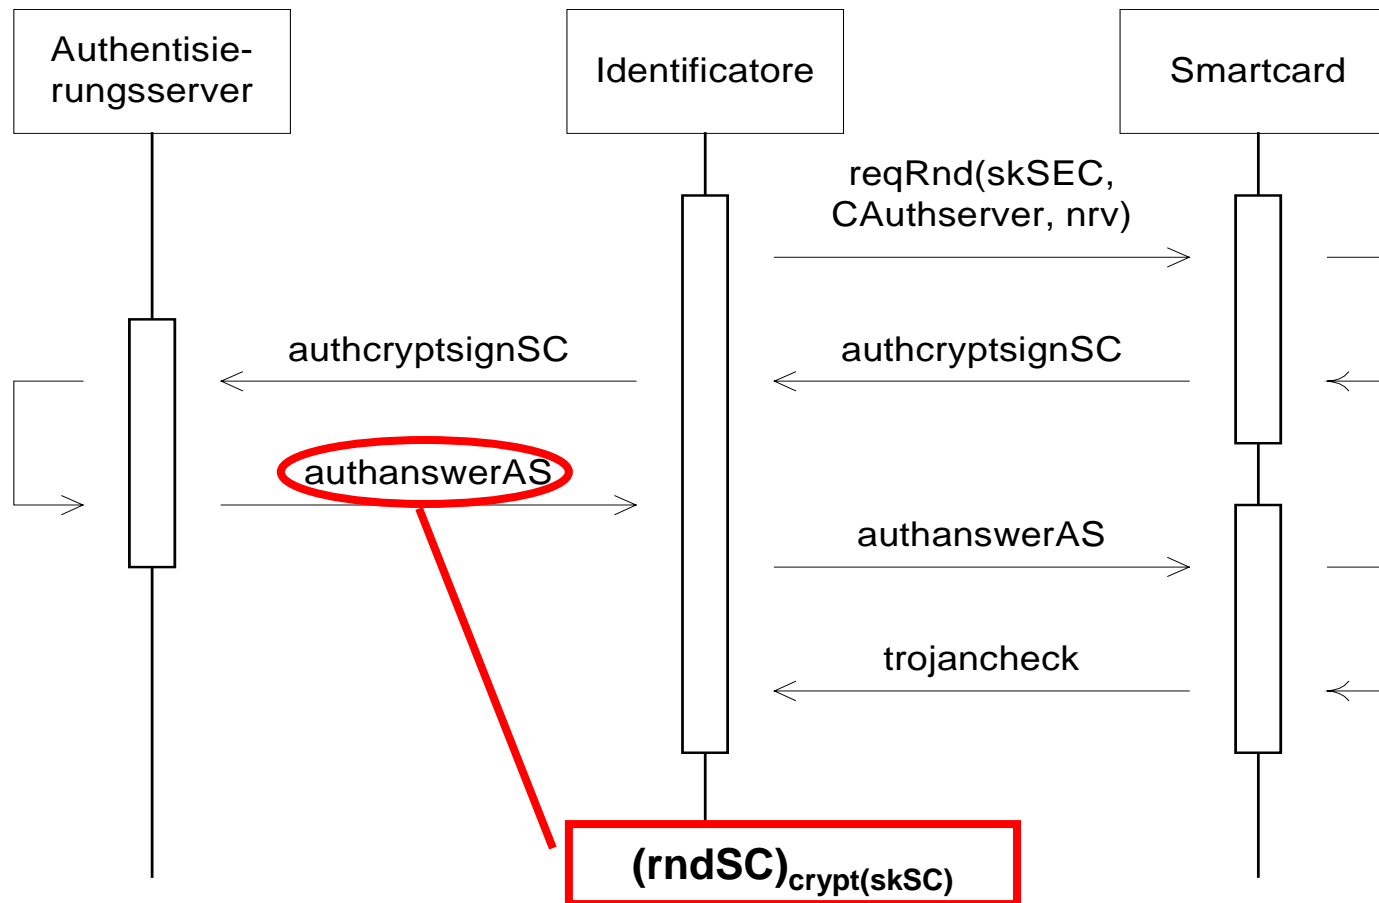 Authentisie-
rungsserver
Identificatore
Smartcard
reqRnd(skSEC,
CAuthserver, nrv)
authcryptsignSC
authcryptsignSC
authanswerAS
authanswerAS
trojancheck
(rndSC)crypt(skSC)